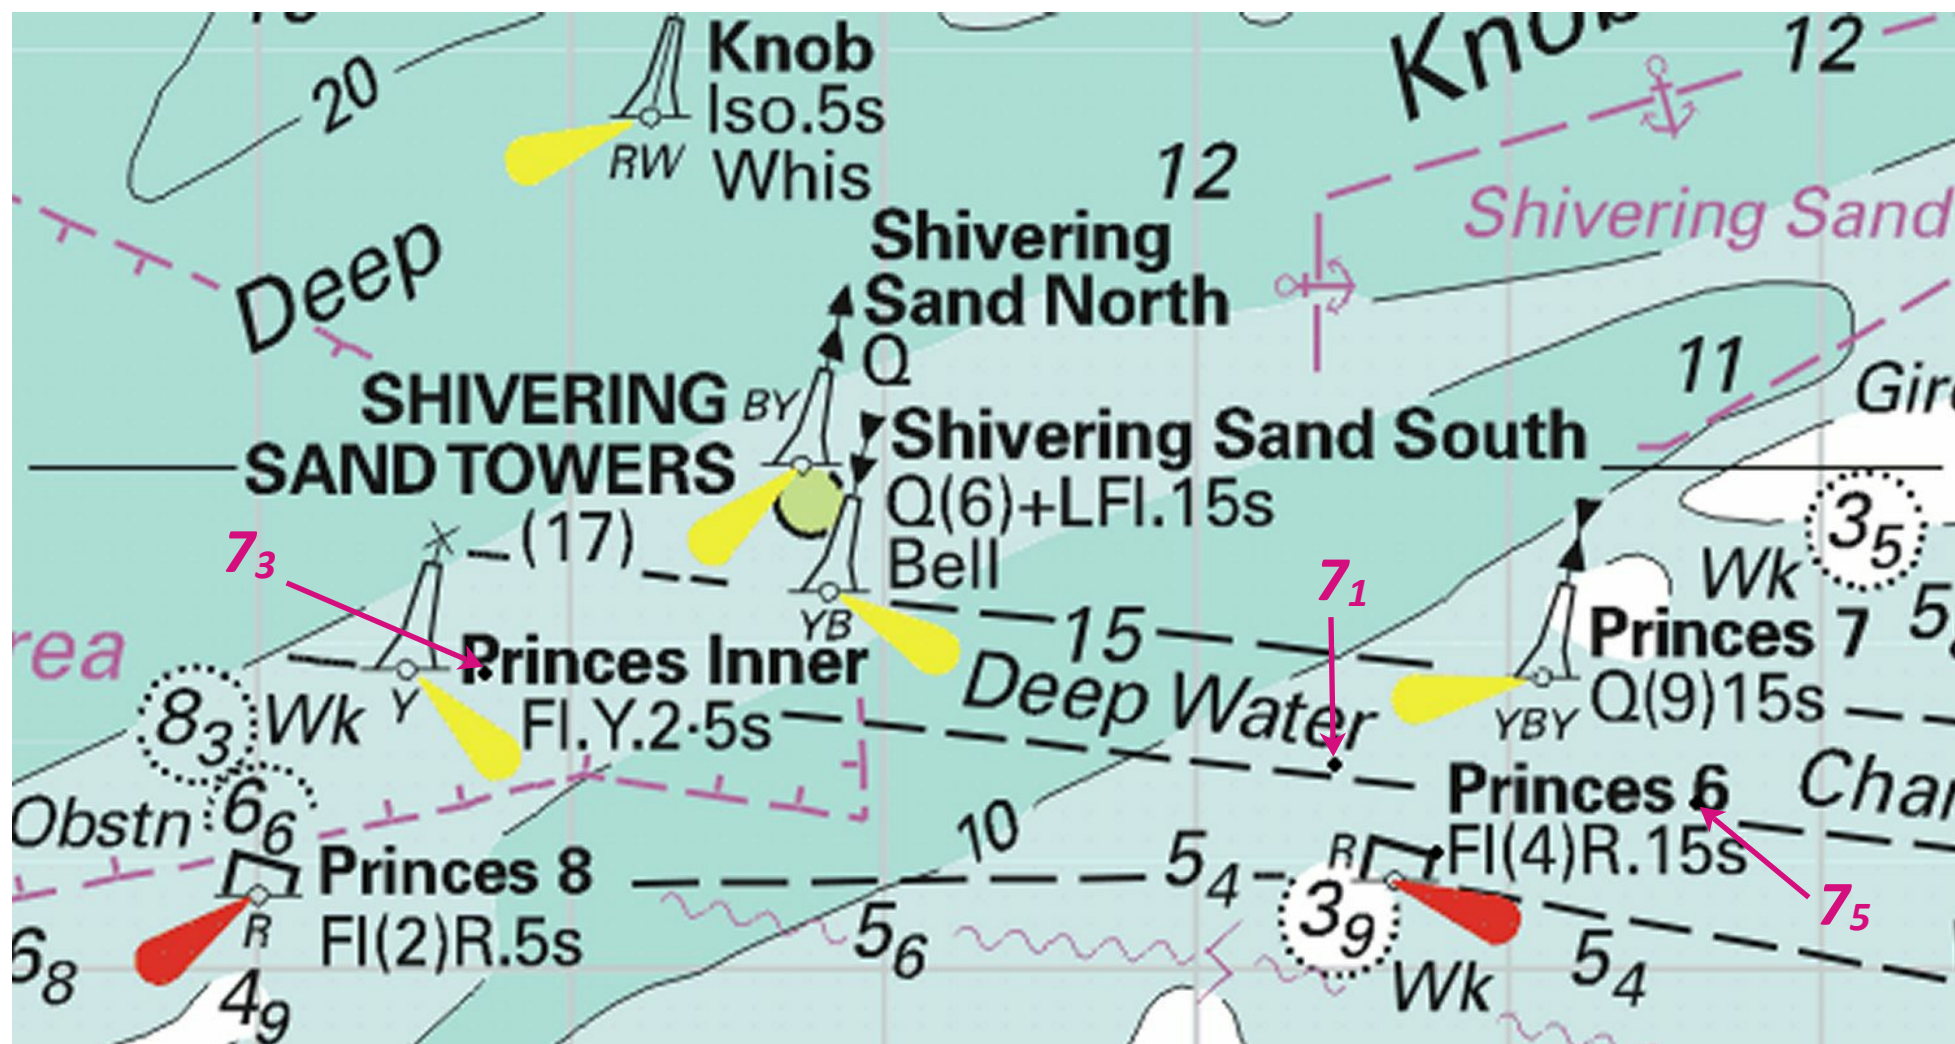 20
Knob
Iso.5s
RW
Whis
Knob
12
12
Deep
Shivering
Sand North
Q
Shivering Sand
SHIVERING
SAND TOWERS
BY
Shivering Sand South
Q(6)+LFl.15s
Bell
YB
(17)
11
3₅
Wk
7₃
7₁
rea
Princes Inner
Fl.Y.2·5s
Y
15
Deep Water
Princes 7
Q(9)15s
YBY
8₃
Wk
6₆
Obstn
Princes 6
Fl(4)R.15s
R
7₅
10
Princes 8
Fl(2)R.5s
R
5₄
5₆
3₉
Wk
5₄
6₈
4₉